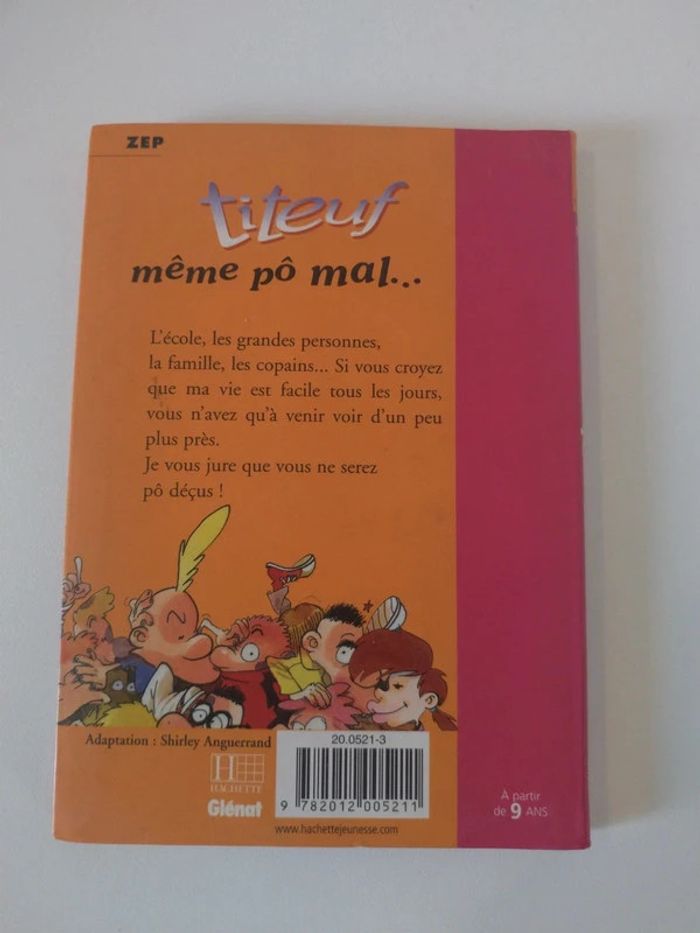 ZEP
titeuf
même pô mal...
L'école, les grandes personnes,
la famille, les copains... Si vous croyez
que ma vie est facile tous les jours,
vous n'avez qu'à venir voir d'un peu
plus près.
Je vous jure que vous ne serez
pô déçus !
Adaptation : Shirley Anguerrand
20.0521-3
H
HACHETTE
Glénat
9 782012 005211
www.hachettejeunesse.com
À partir
de 9 ANS